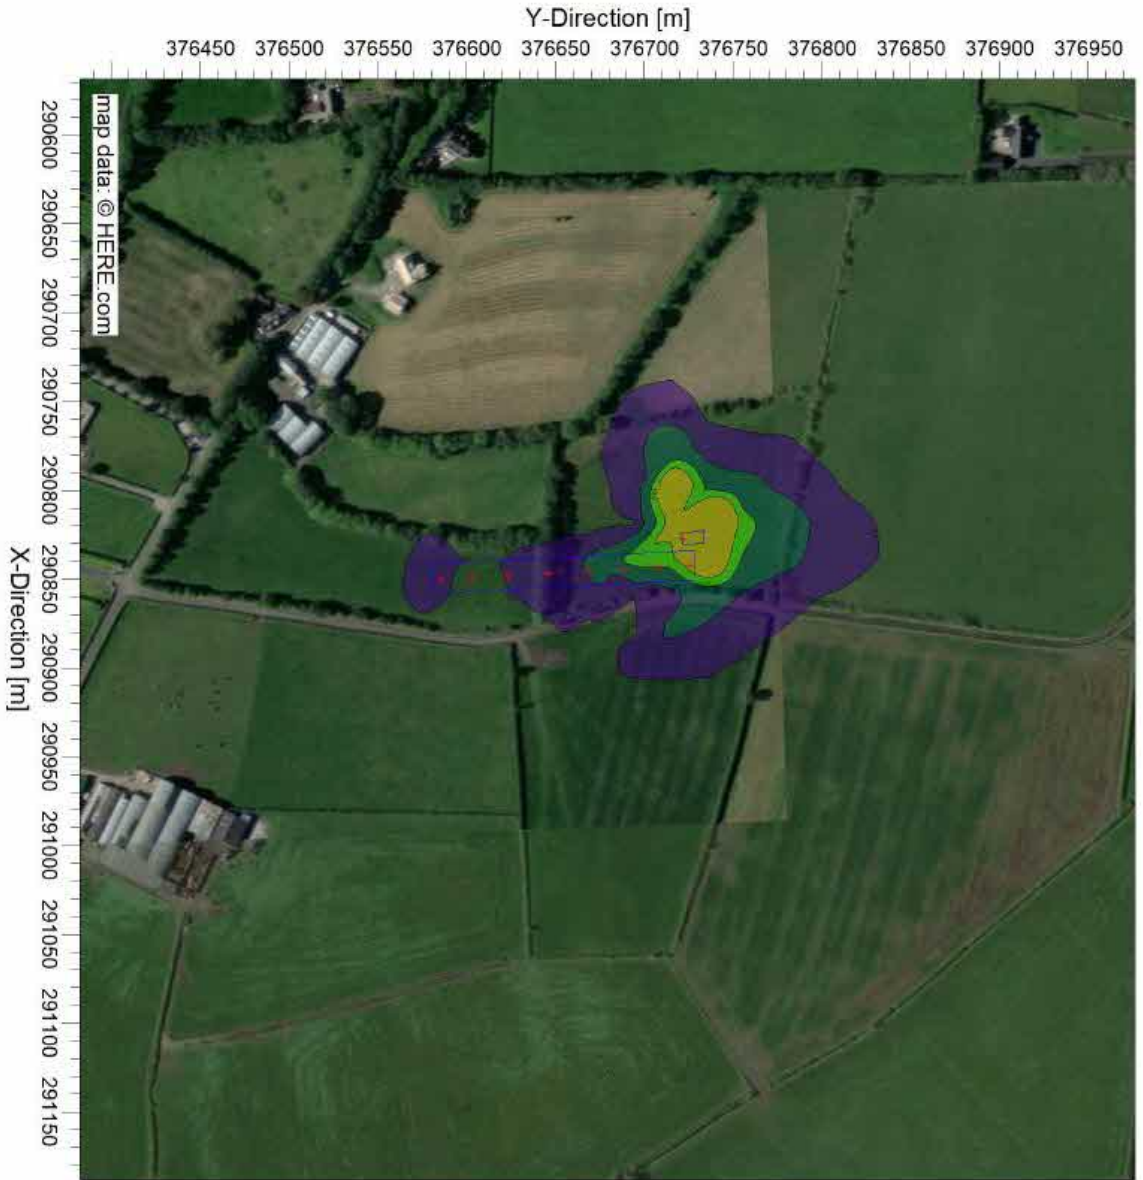 Y-Direction [m]
376450 376500 376550 376600 376650 376700 376750 376800 376850 376900 376950
290600 290650 290700 290750 290800 290850 290900 290950 291000 291050 291100 291150
X-Direction [m]
map data: © HERE.com